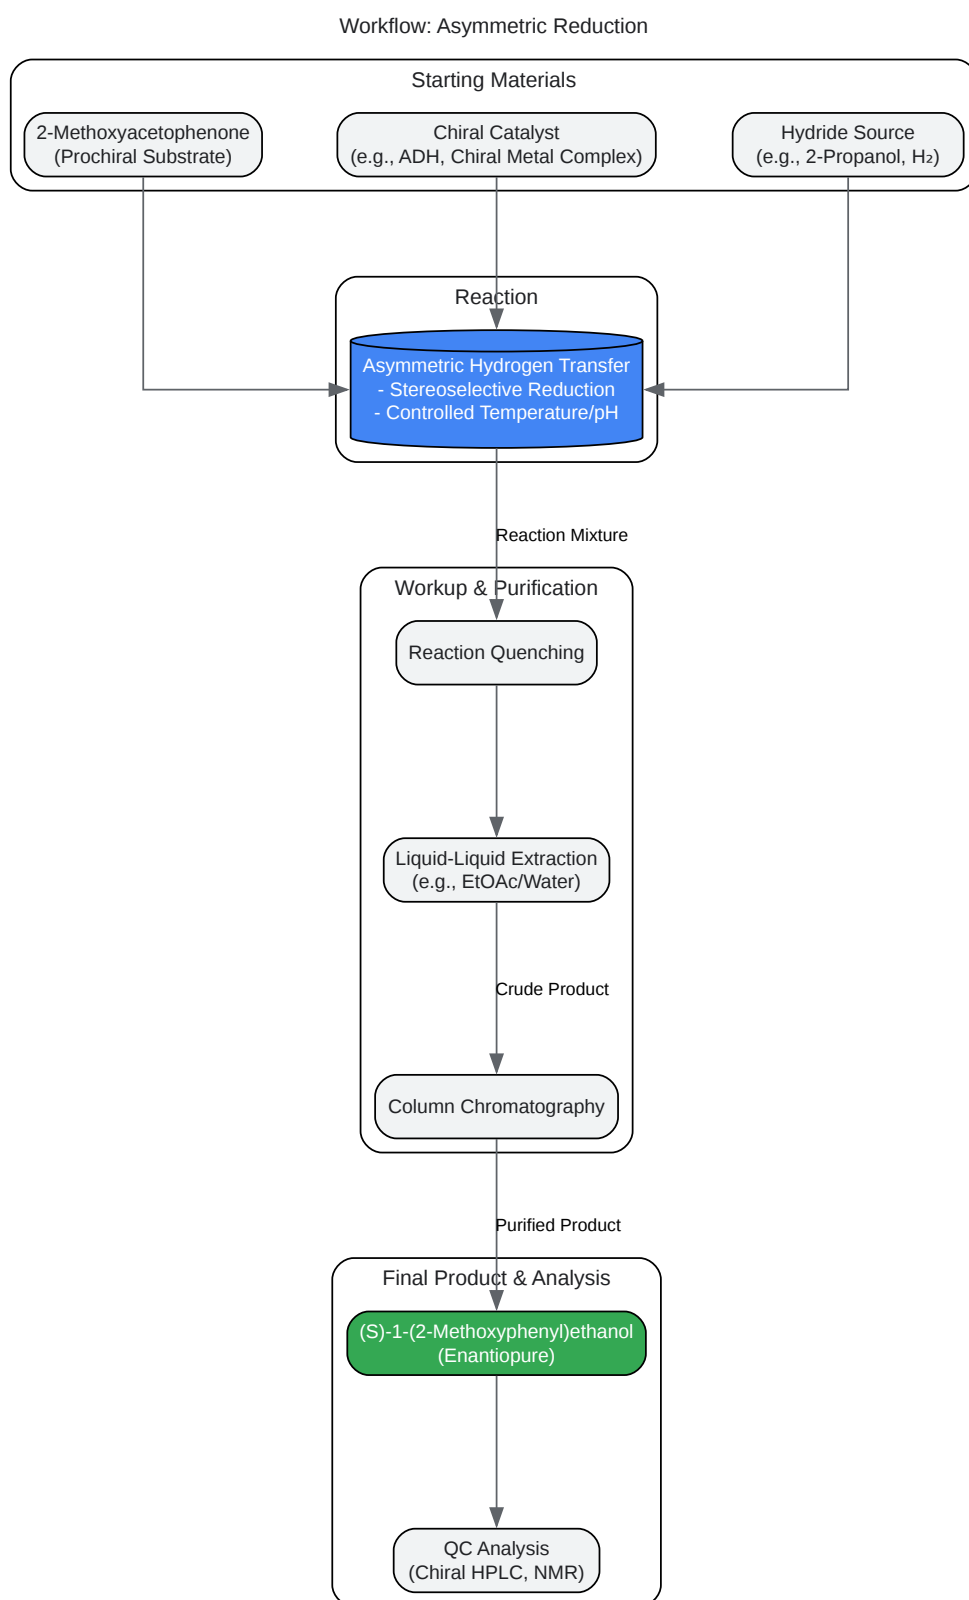 Workflow: Asymmetric Reduction
Starting Materials
2-Methoxyacetophenone
(Prochiral Substrate)
Chiral Catalyst
(e.g., ADH, Chiral Metal Complex)
Hydride Source
(e.g., 2-Propanol, H₂)
Reaction
Asymmetric Hydrogen Transfer
- Stereoselective Reduction
- Controlled Temperature/pH
Reaction Mixture
Workup & Purification
Reaction Quenching
Liquid-Liquid Extraction
(e.g., EtOAc/Water)
Crude Product
Column Chromatography
Purified Product
Final Product & Analysis
(S)-1-(2-Methoxyphenyl)ethanol
(Enantiopure)
QC Analysis
(Chiral HPLC, NMR)